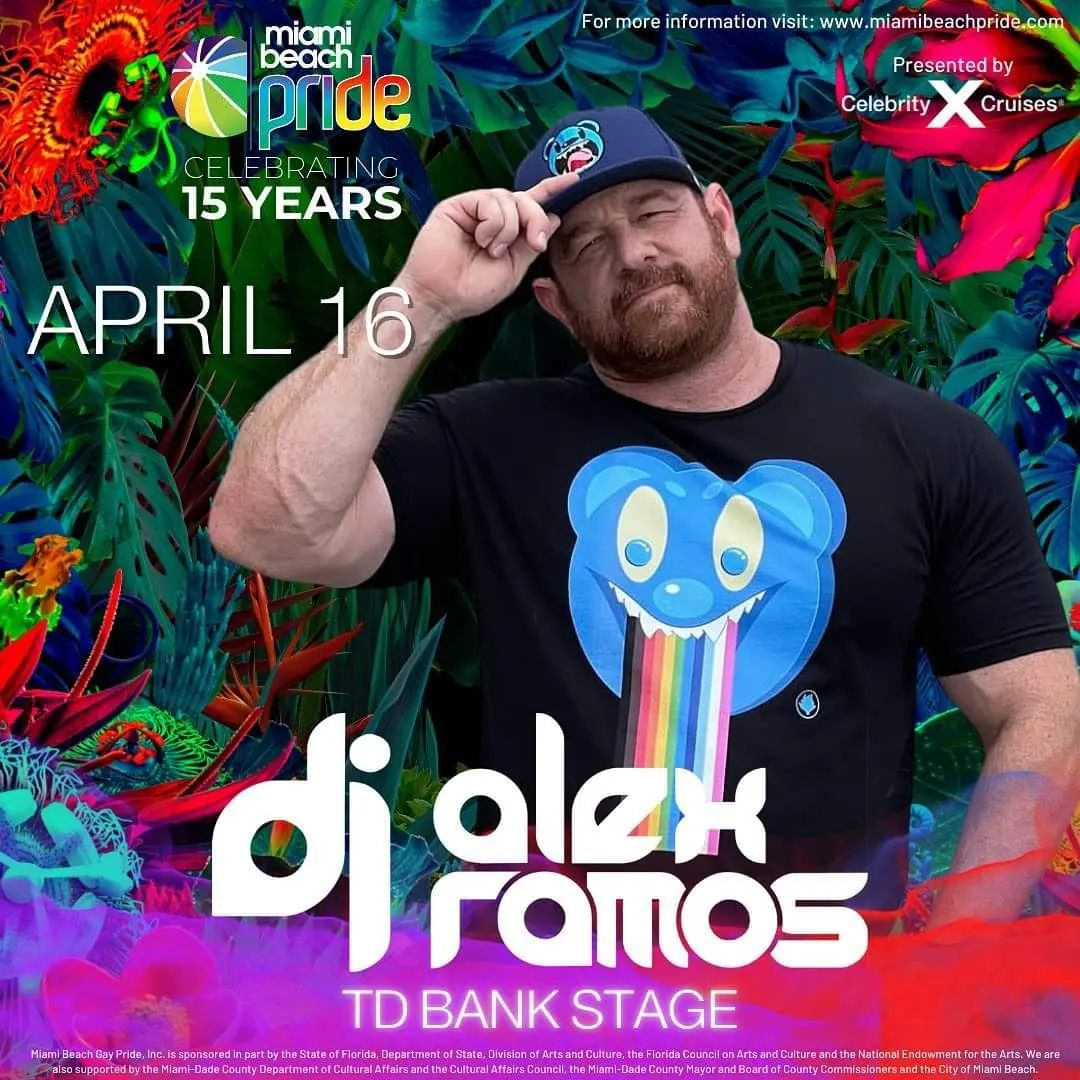 For more information visit: www.miamibeachpride.com
miami
beach
pride
CELEBRATING
15 YEARS
Presented by
Celebrity X Cruises®
APRIL 16
dj alex
ramos
TD BANK STAGE
Miami Beach Gay Pride, Inc. is sponsored in part by the State of Florida, Department of State, Division of Arts and Culture, the Florida Council on Arts and Culture and the National Endowment for the Arts. We are
also supported by the Miami-Dade County Department of Cultural Affairs and the Cultural Affairs Council, the Miami-Dade County Mayor and Board of County Commissioners and the City of Miami Beach.